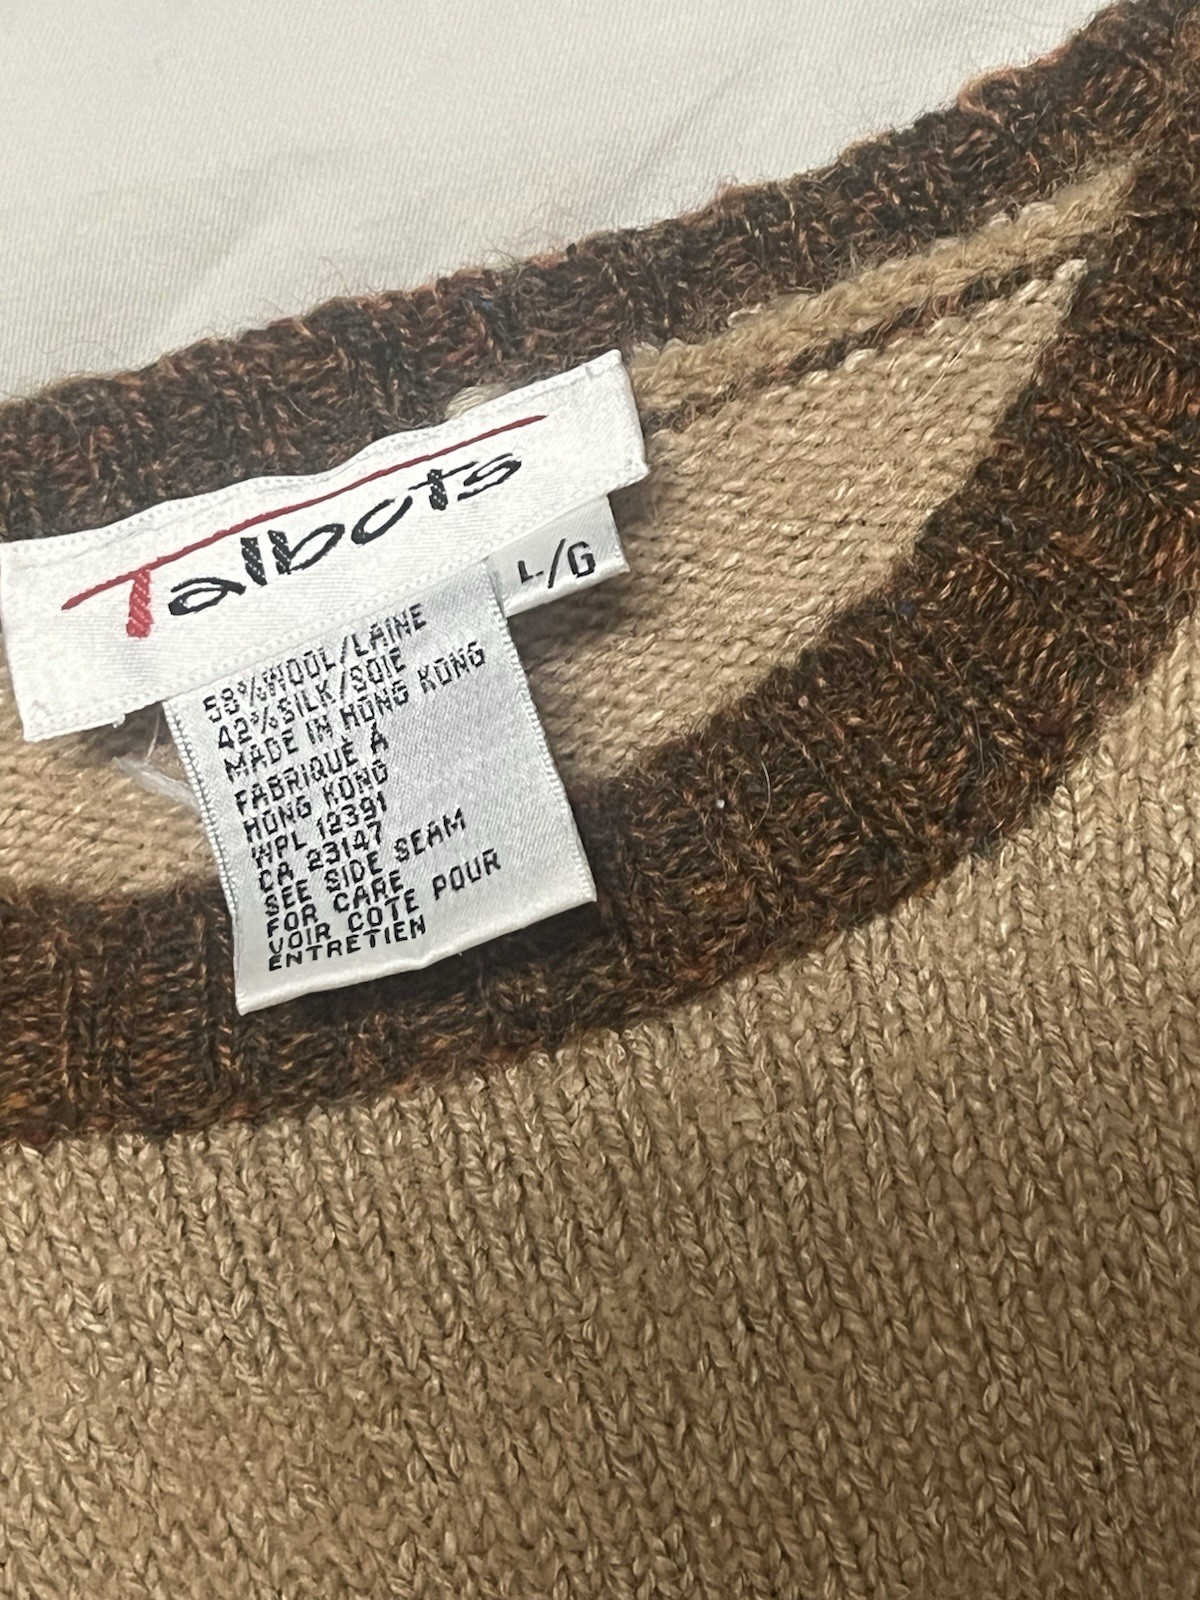 Talbots
L/G
58%WOOL/LAINE
42%SILK/SOIE
MADE IN HONG KONG
FABRIQUE À
HONG KONG
WPL 12391
CA 23147
SEE SIDE SEAM
FOR CARE
VOIR COTE POUR
ENTRETIEN